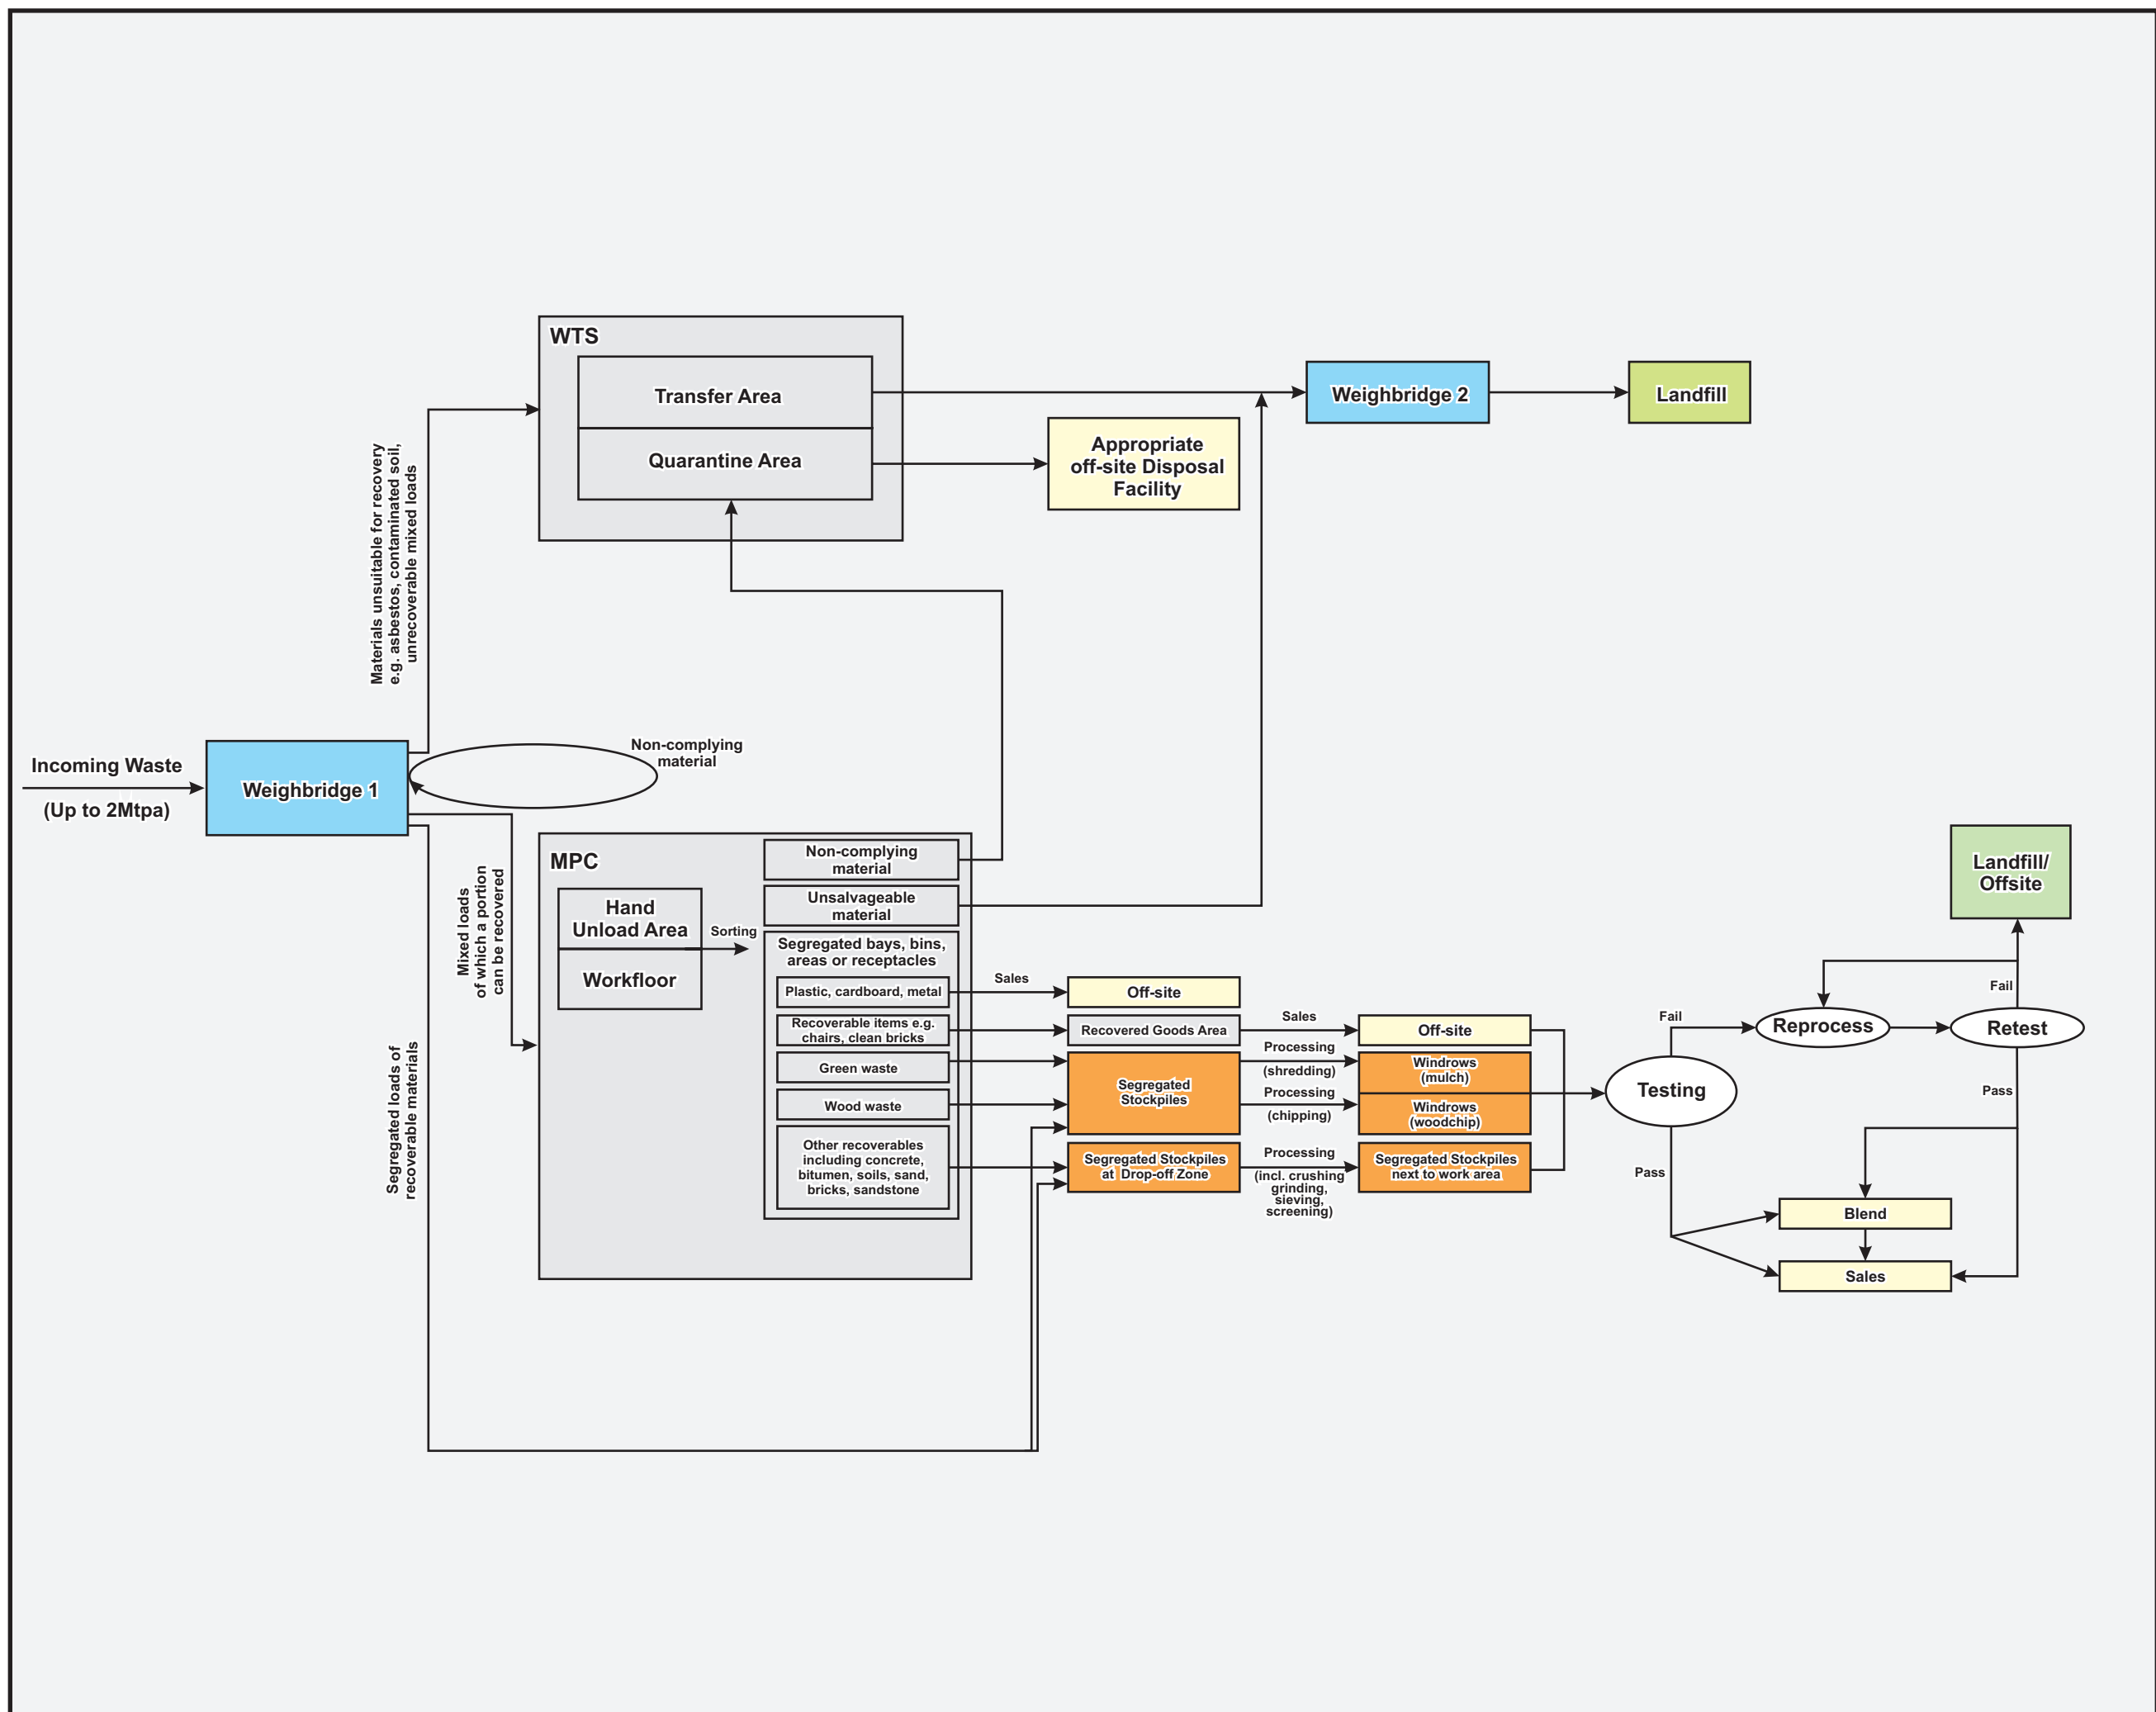 WTS
Transfer Area
Quarantine Area
Weighbridge 2
Landfill
Appropriate
off-site Disposal
Facility
Materials unsuitable for recovery
e.g. asbestos, contaminated soil,
unrecoverable mixed loads
Incoming Waste
(Up to 2Mtpa)
Weighbridge 1
Non-complying
material
Mixed loads
of which a portion
can be recovered
Segregated loads of
recoverable materials
MPC
Hand
Unload Area
Workfloor
Sorting
Non-complying
material
Unsalvageable
material
Segregated bays, bins,
areas or receptacles
Plastic, cardboard, metal
Sales
Off-site
Recoverable items e.g.
chairs, clean bricks
Recovered Goods Area
Sales
Off-site
Green waste
Wood waste
Segregated
Stockpiles
Processing
(shredding)
Processing
(chipping)
Windrows
(mulch)
Windrows
(woodchip)
Other recoverables
including concrete,
bitumen, soils, sand,
bricks, sandstone
Segregated Stockpiles
at Drop-off Zone
Processing
(incl. crushing
grinding,
sieving,
screening)
Segregated Stockpiles
next to work area
Testing
Fail
Reprocess
Retest
Fail
Landfill/
Offsite
Pass
Pass
Blend
Sales